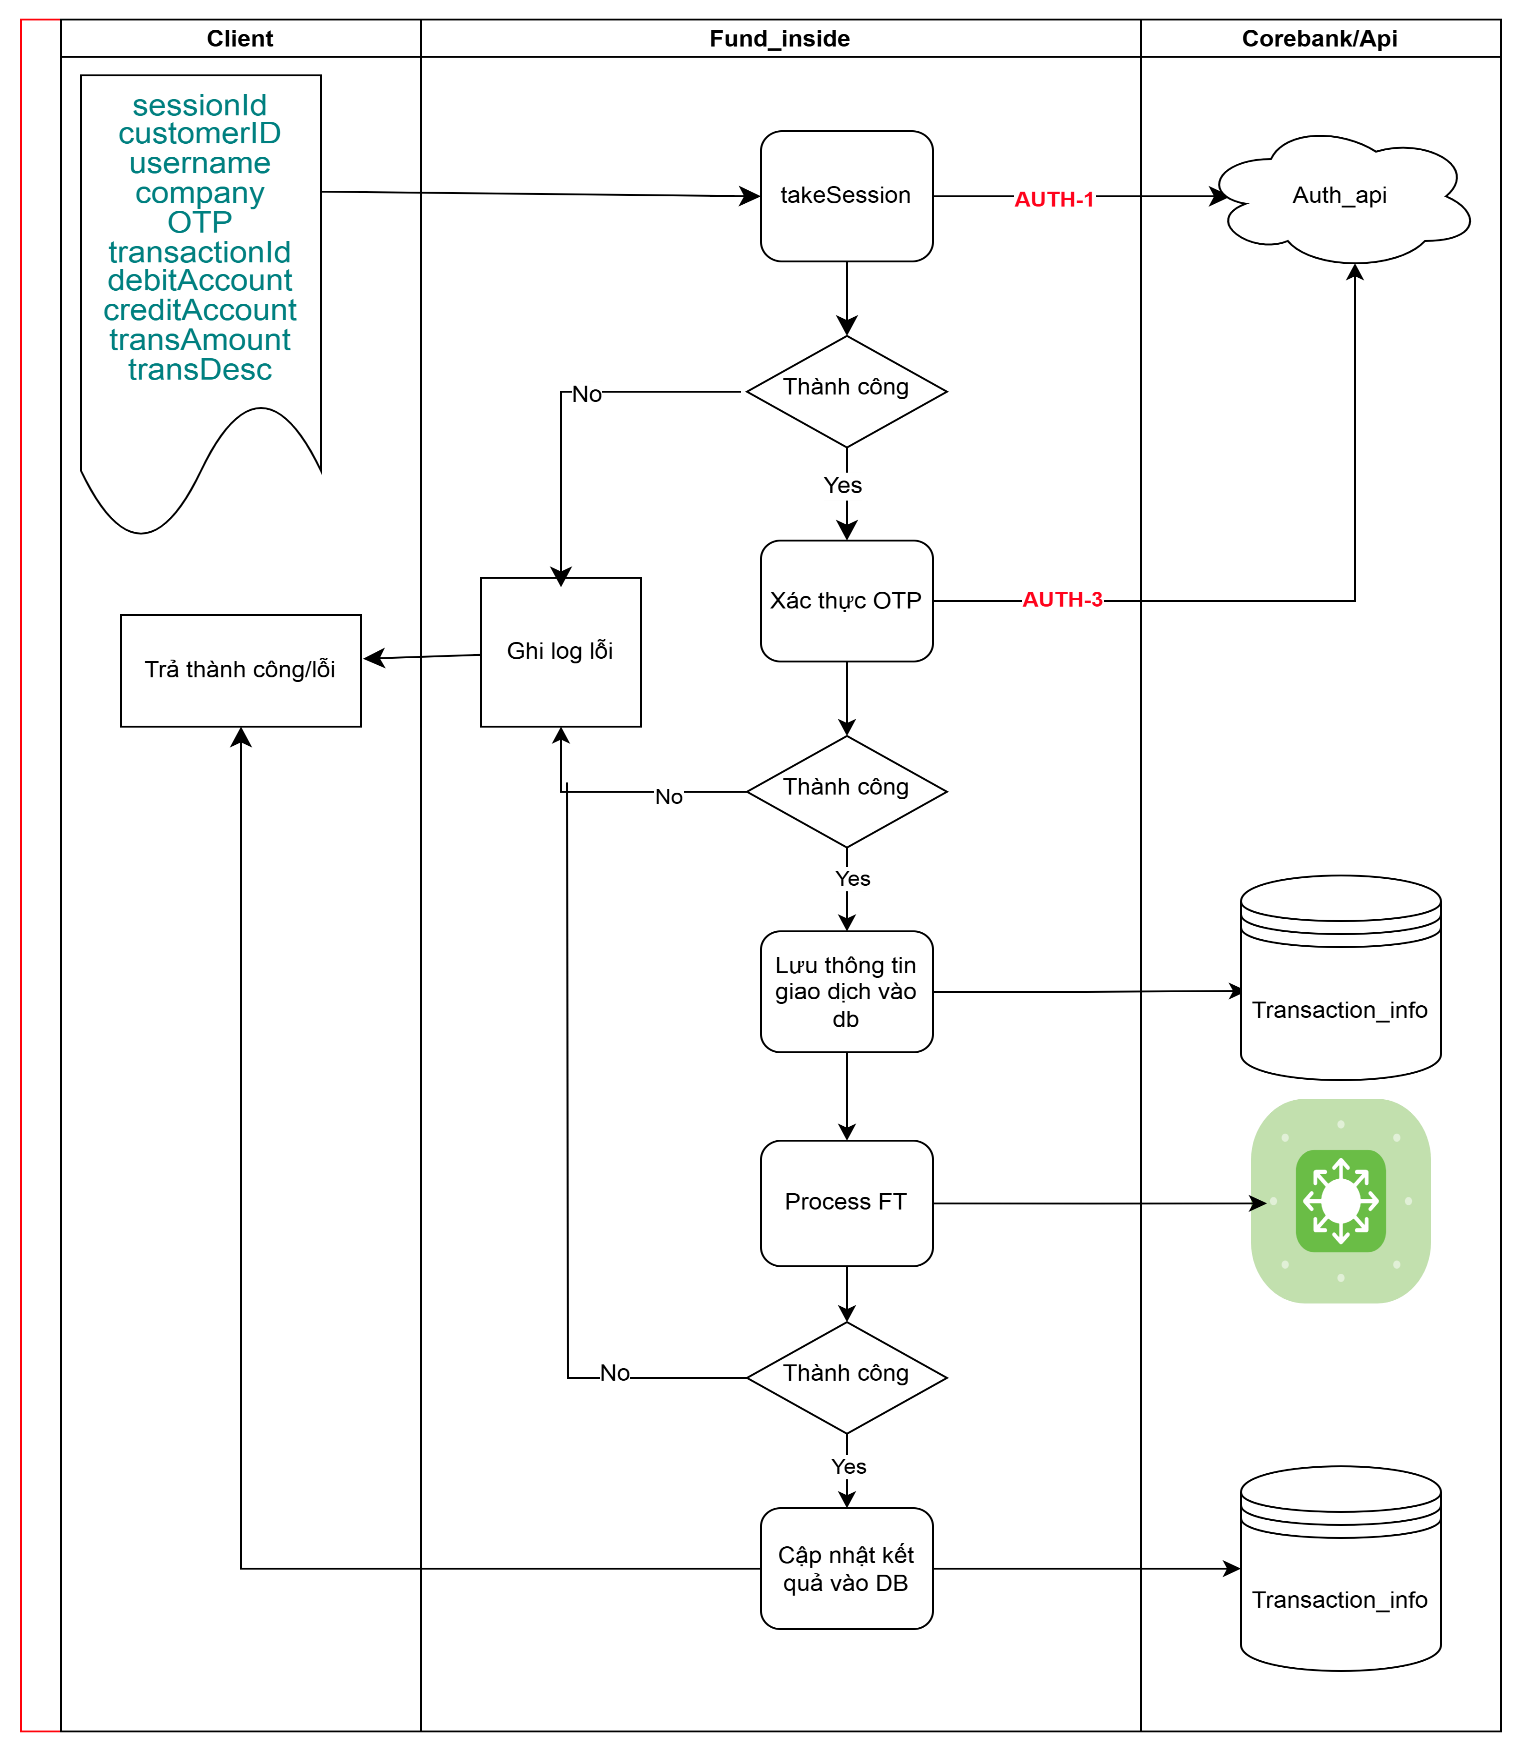 Client
Fund_inside
Corebank/Api
sessionId
customerID
username
company
OTP
transactionId
debitAccount
creditAccount
transAmount
transDesc
takeSession
AUTH-1
Auth_api
Thành công
No
Yes
Xác thực OTP
AUTH-3
Ghi log lỗi
Trả thành công/lỗi
Thành công
No
Yes
Lưu thông tin
giao dịch vào
db
Transaction_info
Process FT
Thành công
No
Yes
Cập nhật kết
quả vào DB
Transaction_info